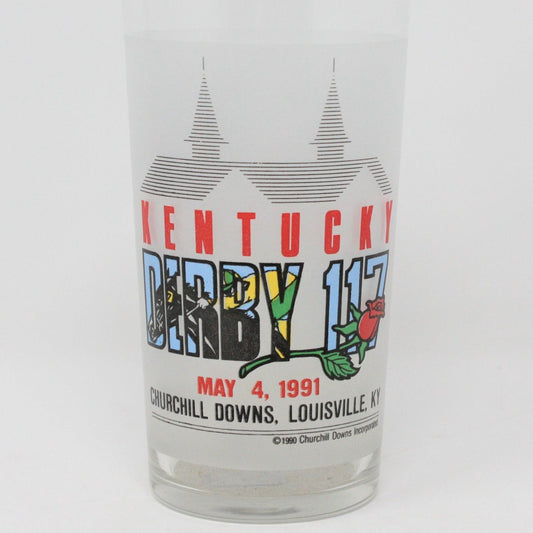 KENTUCKY
DERBY 117
MAY 4, 1991
CHURCHILL DOWNS, LOUISVILLE, KY
©1990 Churchill Downs Incorporated